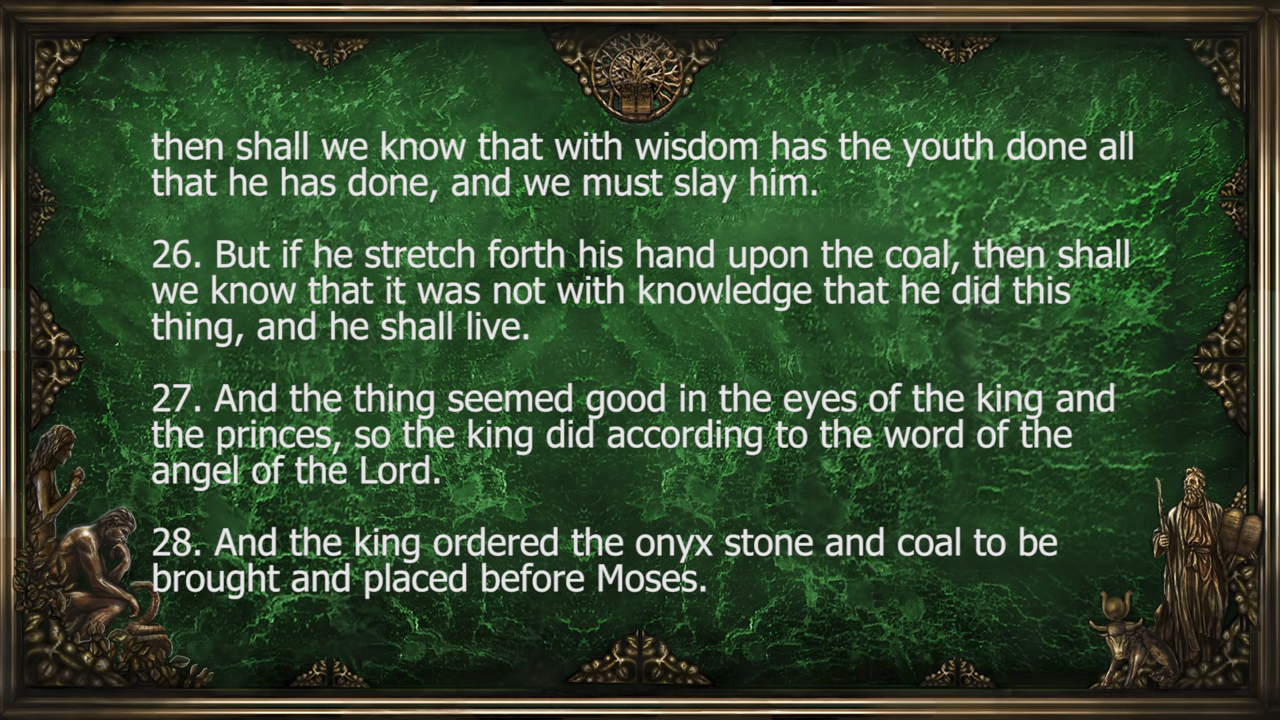 then shall we know that with wisdom has the youth done all
that he has done, and we must slay him.
26. But if he stretch forth his hand upon the coal, then shall
we know that it was not with knowledge that he did this
thing, and he shall live.
27. And the thing seemed good in the eyes of the king and
the princes, so the king did according to the word of the
angel of the Lord.
28. And the king ordered the onyx stone and coal to be
brought and placed before Moses.